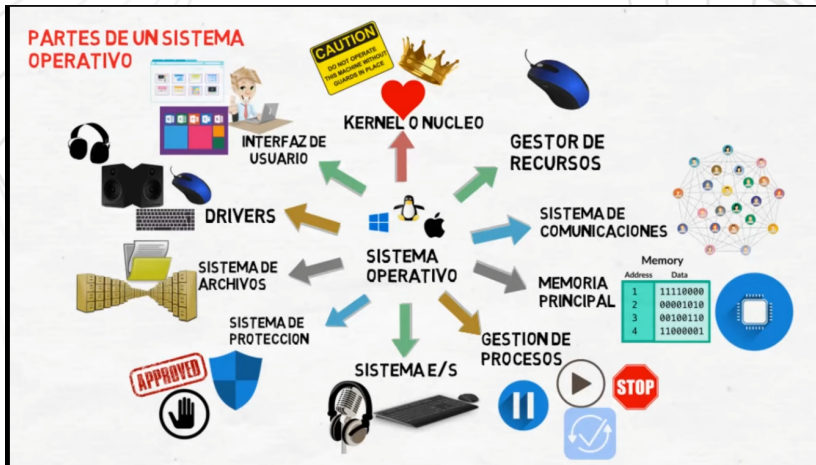 PARTES DE UN SISTEMA
OPERATIVO
CAUTION
DO NOT OPERATE
THIS MACHINE WITHOUT
GUARDS IN PLACE
KERNEL O NUCLEO
INTERFAZ DE
USUARIO
GESTOR DE
RECURSOS
DRIVERS
SISTEMA DE
COMUNICACIONES
SISTEMA
OPERATIVO
SISTEMA DE
ARCHIVOS
MEMORIA
PRINCIPAL
Memory
Address Data
1 11110000
2 00001010
3 00100110
4 11000001
SISTEMA DE
PROTECCION
GESTION DE
PROCESOS
SISTEMA E/S
APPROVED
STOP